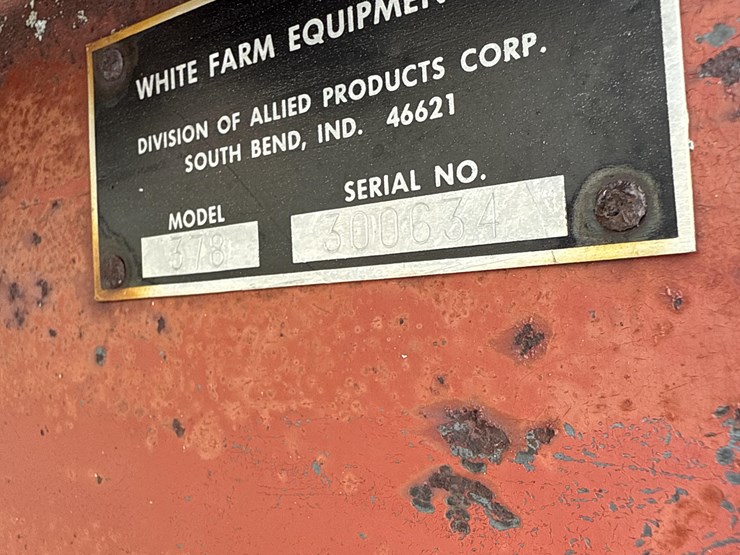 WHITE FARM EQUIPMEN
DIVISION OF ALLIED PRODUCTS CORP.
SOUTH BEND, IND. 46621
MODEL SERIAL NO.
378 300634